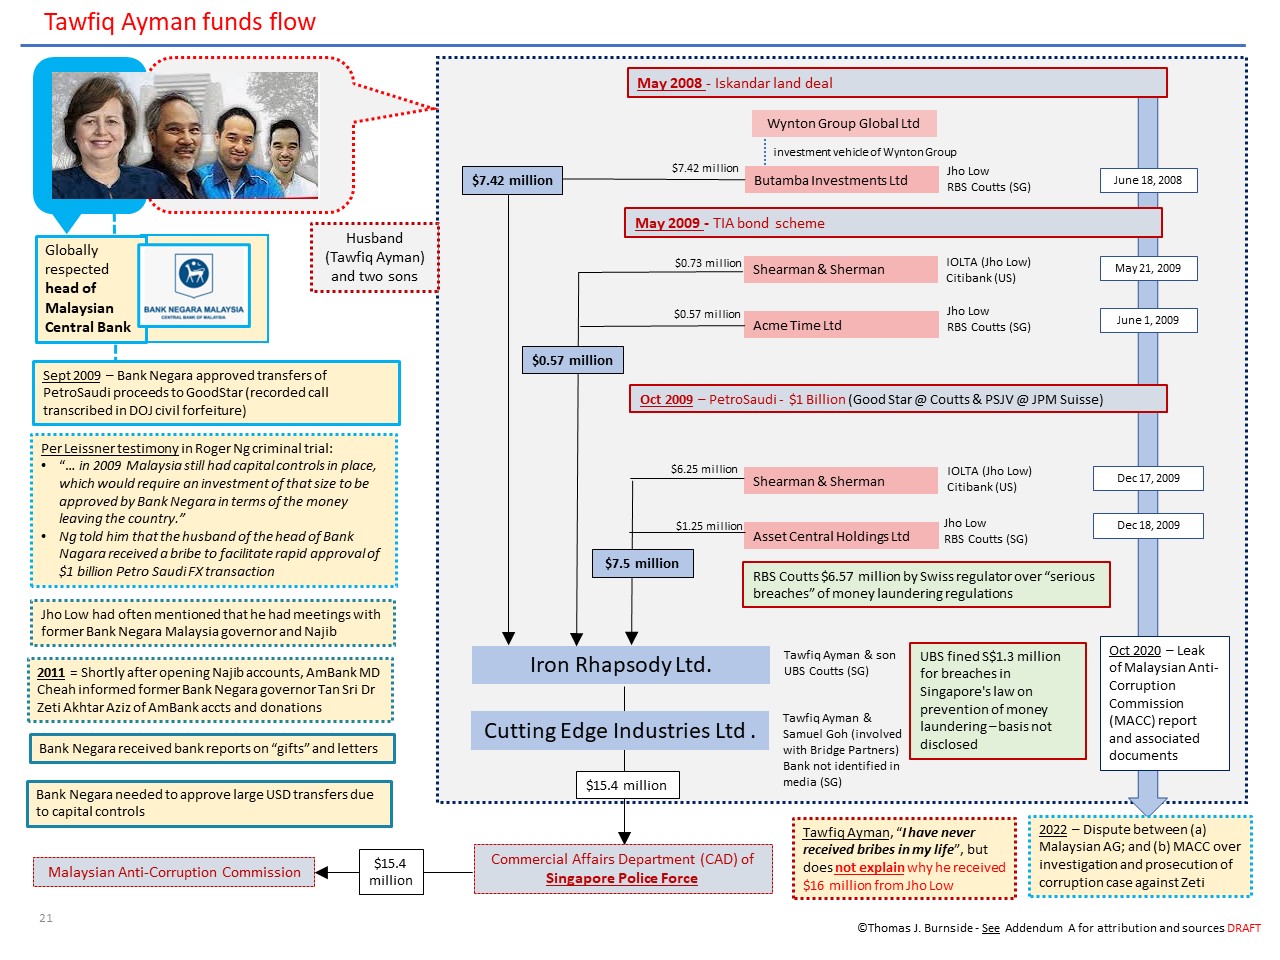 Tawfiq Ayman funds flow
Globally
respected
head of
Malaysian
Central Bank
BANK NEGARA MALAYSIA
CENTRAL BANK OF MALAYSIA
Husband
(Tawfiq Ayman)
and two sons
Sept 2009 – Bank Negara approved transfers of
PetroSaudi proceeds to GoodStar (recorded call
transcribed in DOJ civil forfeiture)
Per Leissner testimony in Roger Ng criminal trial:
• “... in 2009 Malaysia still had capital controls in place,
which would require an investment of that size to be
approved by Bank Negara in terms of the money
leaving the country.”
• Ng told him that the husband of the head of Bank
Nagara received a bribe to facilitate rapid approval of
$1 billion Petro Saudi FX transaction
Jho Low had often mentioned that he had meetings with
former Bank Negara Malaysia governor and Najib
2011 = Shortly after opening Najib accounts, AmBank MD
Cheah informed former Bank Negara governor Tan Sri Dr
Zeti Akhtar Aziz of AmBank accts and donations
Bank Negara received bank reports on “gifts” and letters
Bank Negara needed to approve large USD transfers due
to capital controls
May 2008 - Iskandar land deal
Wynton Group Global Ltd
investment vehicle of Wynton Group
$7.42 million
$7.42 million
Butamba Investments Ltd
Jho Low
RBS Coutts (SG)
June 18, 2008
May 2009 - TIA bond scheme
$0.73 million
Shearman & Sherman
IOLTA (Jho Low)
Citibank (US)
May 21, 2009
$0.57 million
Acme Time Ltd
Jho Low
RBS Coutts (SG)
June 1, 2009
$0.57 million
Oct 2009 – PetroSaudi - $1 Billion (Good Star @ Coutts & PSJV @ JPM Suisse)
$6.25 million
Shearman & Sherman
IOLTA (Jho Low)
Citibank (US)
Dec 17, 2009
$1.25 million
Asset Central Holdings Ltd
Jho Low
RBS Coutts (SG)
Dec 18, 2009
$7.5 million
RBS Coutts $6.57 million by Swiss regulator over “serious
breaches” of money laundering regulations
Iron Rhapsody Ltd.
Tawfiq Ayman & son
UBS Coutts (SG)
Cutting Edge Industries Ltd .
Tawfiq Ayman &
Samuel Goh (involved
with Bridge Partners)
Bank not identified in
media (SG)
UBS fined S$1.3 million
for breaches in
Singapore's law on
prevention of money
laundering – basis not
disclosed
Oct 2020 – Leak
of Malaysian Anti-
Corruption
Commission
(MACC) report
and associated
documents
$15.4 million
Commercial Affairs Department (CAD) of
Singapore Police Force
$15.4
million
Malaysian Anti-Corruption Commission
Tawfiq Ayman, “I have never
received bribes in my life”, but
does not explain why he received
$16 million from Jho Low
2022 – Dispute between (a)
Malaysian AG; and (b) MACC over
investigation and prosecution of
corruption case against Zeti
21
©Thomas J. Burnside - See Addendum A for attribution and sources DRAFT